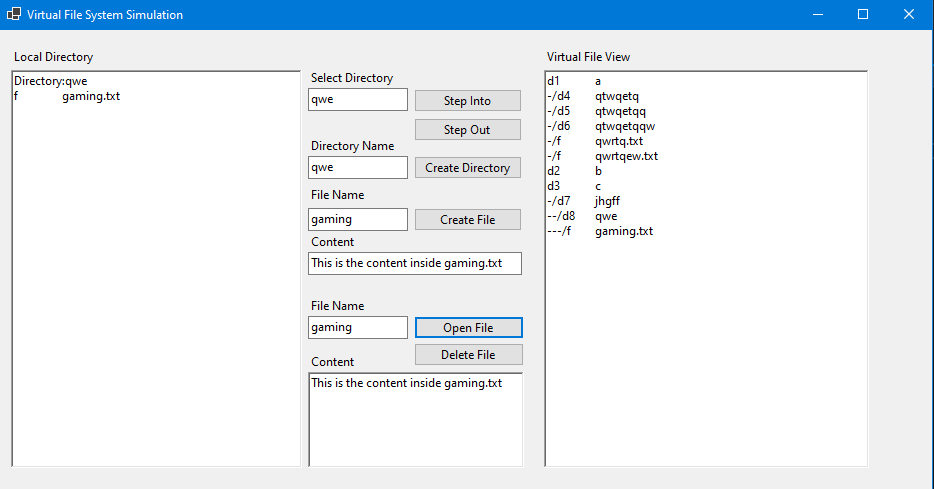 Virtual File System Simulation
Local Directory
Directory:qwe
f gaming.txt
Select Directory
qwe
Step Into
Step Out
Directory Name
qwe
Create Directory
File Name
gaming
Create File
Content
This is the content inside gaming.txt
File Name
gaming
Open File
Delete File
Content
This is the content inside gaming.txt
Virtual File View
d1 a
-/d4 qtwqetq
-/d5 qtwqetqq
-/d6 qtwqetqqw
-/f qwrtq.txt
-/f qwrtqew.txt
d2 b
d3 c
-/d7 jhgff
--/d8 qwe
---/f gaming.txt